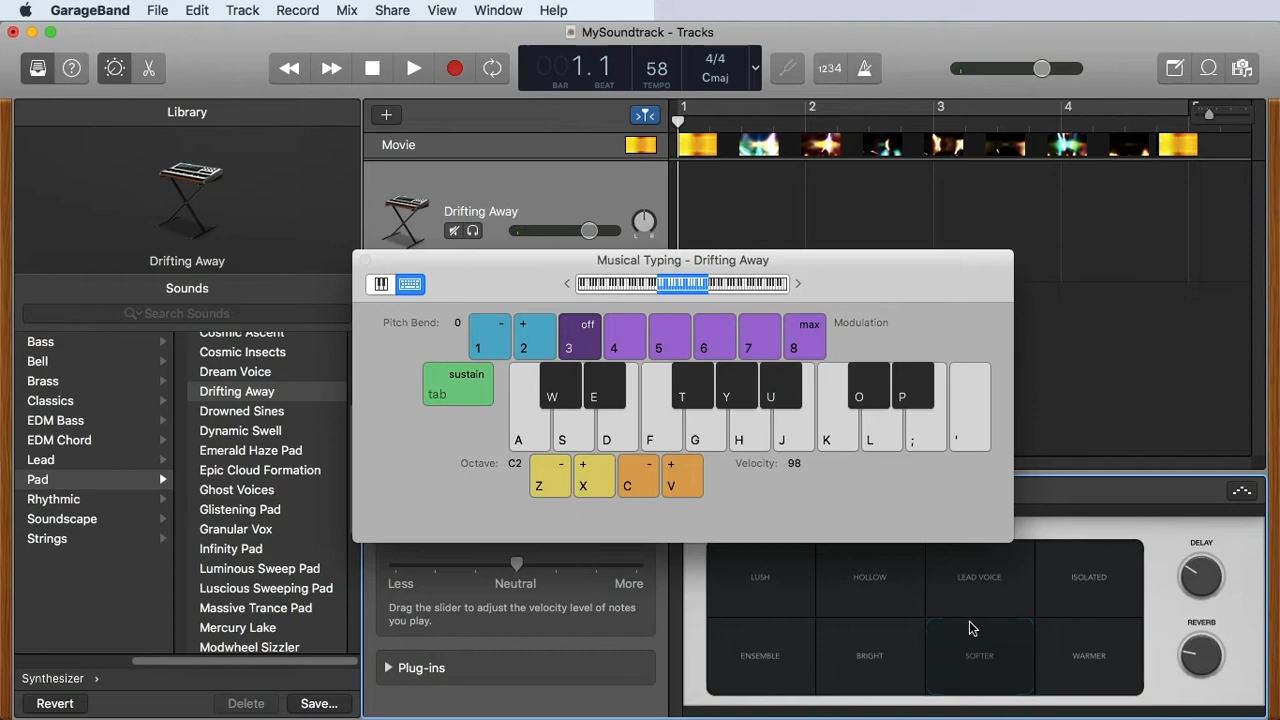 GarageBand File Edit Track Record Mix Share View Window Help
MySoundtrack - Tracks
001.1
BAR BEAT
58
TEMPO
4/4
Cmaj
1234
Library
Drifting Away
Sounds
Search Sounds
Bass
Bell
Brass
Classics
EDM Bass
EDM Chord
Lead
Pad
Rhythmic
Soundscape
Strings
Cosmic Ascent
Cosmic Insects
Dream Voice
Drifting Away
Drowned Sines
Dynamic Swell
Emerald Haze Pad
Epic Cloud Formation
Ghost Voices
Glistening Pad
Granular Vox
Infinity Pad
Luminous Sweep Pad
Luscious Sweeping Pad
Massive Trance Pad
Mercury Lake
Modwheel Sizzler
Synthesizer
Revert Delete Save...
1 2 3 4
Movie
Drifting Away
L R
Musical Typing - Drifting Away
Pitch Bend: 0
- + off max
1 2 3 4 5 6 7 8
Modulation
sustain
tab
W E T Y U O P
A S D F G H J K L ; '
Octave: C2
- + - +
Z X C V
Velocity: 98
Less Neutral More
Drag the slider to adjust the velocity level of notes
you play.
Plug-ins
LUSH HOLLOW LEAD VOICE ISOLATED
ENSEMBLE BRIGHT SOFTER WARMER
DELAY
REVERB